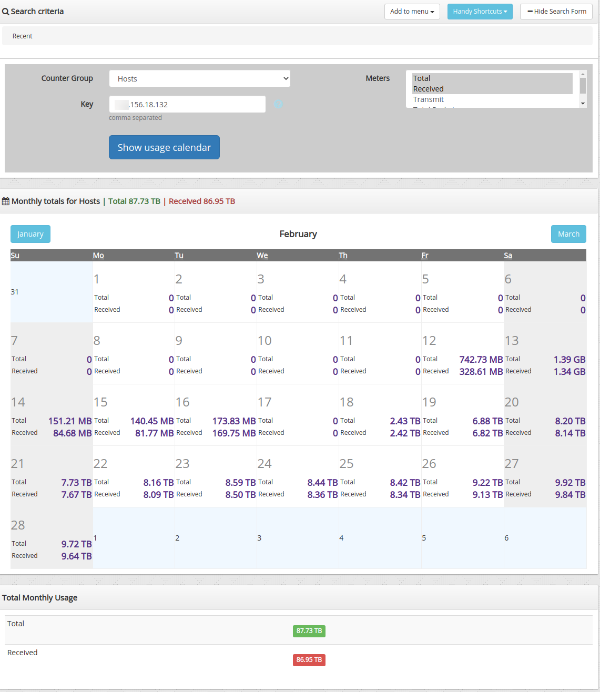 Search criteria
Add to menu
Handy Shortcuts
Hide Search Form
Recent
Counter Group
Hosts
Meters
Total
Received
Transmit
Key
.156.18.132
comma separated
Show usage calendar
Monthly totals for Hosts | Total 87.73 TB | Received 86.95 TB
January
February
March
Su Mo Tu We Th Fr Sa
31 1 2 3 4 5 6
Total 0 Total 0 Total 0 Total 0 Total 0 Total 0
Received 0 Received 0 Received 0 Received 0 Received 0 Received 0
7 8 9 10 11 12 13
Total 0 Total 0 Total 0 Total 0 Total 0 Total 742.73 MB Total 1.39 GB
Received 0 Received 0 Received 0 Received 0 Received 0 Received 328.61 MB Received 1.34 GB
14 15 16 17 18 19 20
Total 151.21 MB Total 140.45 MB Total 173.83 MB Total 0 Total 2.43 TB Total 6.88 TB Total 8.20 TB
Received 84.68 MB Received 81.77 MB Received 169.75 MB Received 0 Received 2.42 TB Received 6.82 TB Received 8.14 TB
21 22 23 24 25 26 27
Total 7.73 TB Total 8.16 TB Total 8.59 TB Total 8.44 TB Total 8.42 TB Total 9.22 TB Total 9.92 TB
Received 7.67 TB Received 8.09 TB Received 8.50 TB Received 8.36 TB Received 8.34 TB Received 9.13 TB Received 9.84 TB
28 1 2 3 4 5 6
Total 9.72 TB
Received 9.64 TB
Total Monthly Usage
Total 87.73 TB
Received 86.95 TB